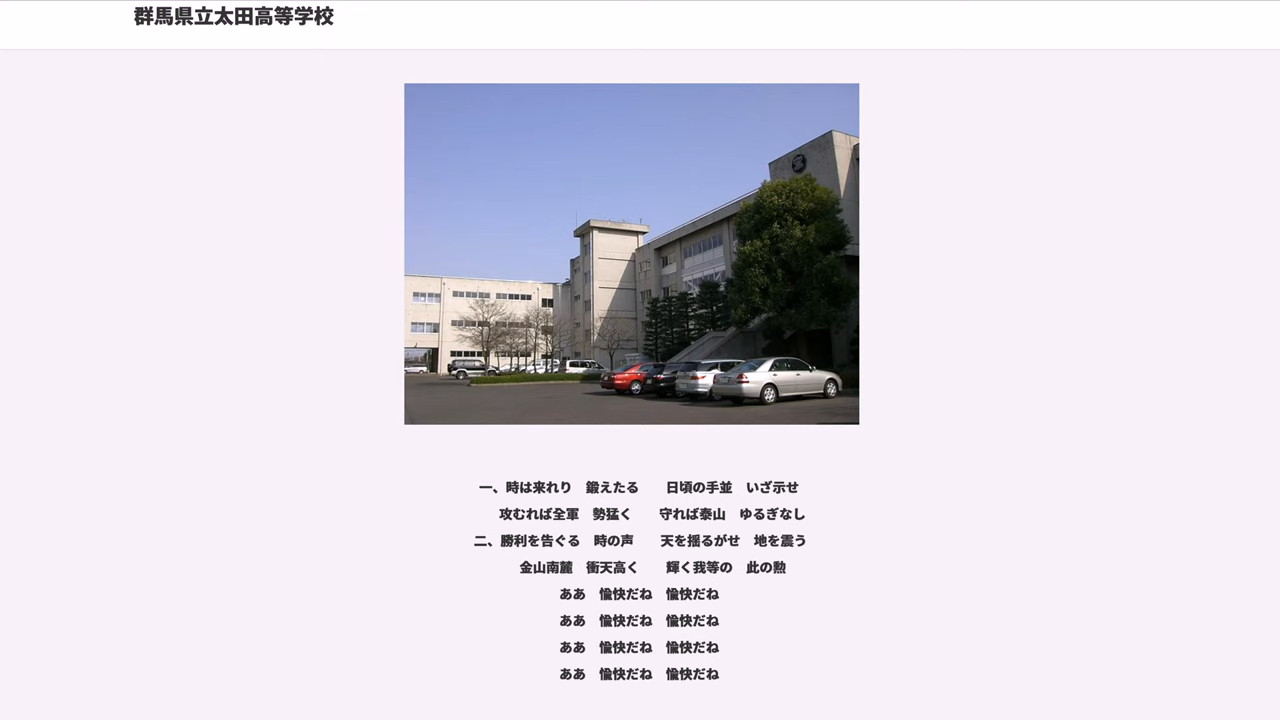 群馬県立太田高等学校
一、時は来れり　鍛えたる　　日頃の手並　いざ示せ
攻むれば全軍　勢猛く　　守れば泰山　ゆるぎなし
二、勝利を告ぐる　時の声　　天を揺るがせ　地を震う
金山南麓　衝天高く　　輝く我等の　此の勲
ああ　愉快だね　愉快だね
ああ　愉快だね　愉快だね
ああ　愉快だね　愉快だね
ああ　愉快だね　愉快だね